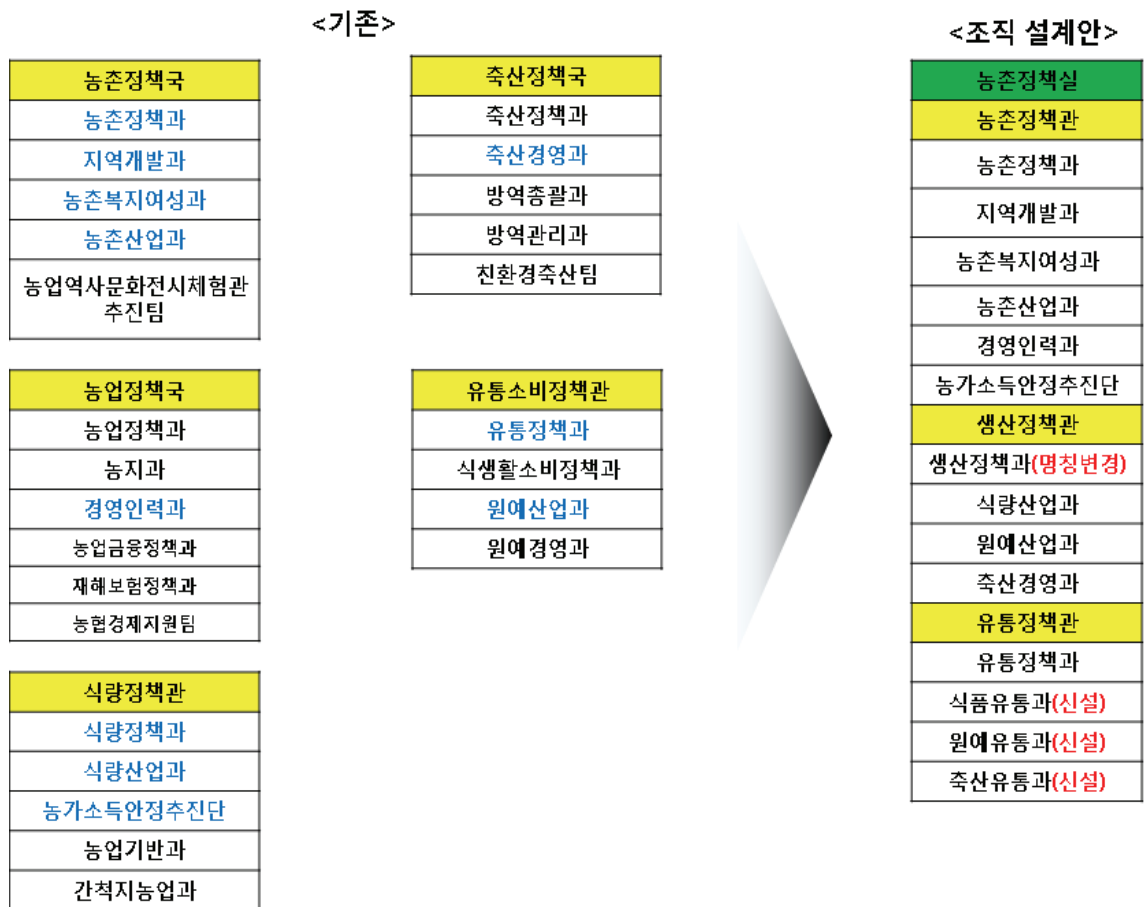 <기존>
농촌정책국
농촌정책과
지역개발과
농촌복지여성과
농촌산업과
농업역사문화전시체험관
추진팀
농업정책국
농업정책과
농지과
경영인력과
농업금융정책과
재해보험정책과
농협경제지원팀
식량정책관
식량정책과
식량산업과
농가소득안정추진단
농업기반과
간척지농업과
축산정책국
축산정책과
축산경영과
방역총괄과
방역관리과
친환경축산팀
유통소비정책관
유통정책과
식생활소비정책과
원예산업과
원예경영과
<조직 설계안>
농촌정책실
농촌정책관
농촌정책과
지역개발과
농촌복지여성과
농촌산업과
경영인력과
농가소득안정추진단
생산정책관
생산정책과(명칭변경)
식량산업과
원예산업과
축산경영과
유통정책관
유통정책과
식품유통과(신설)
원예유통과(신설)
축산유통과(신설)